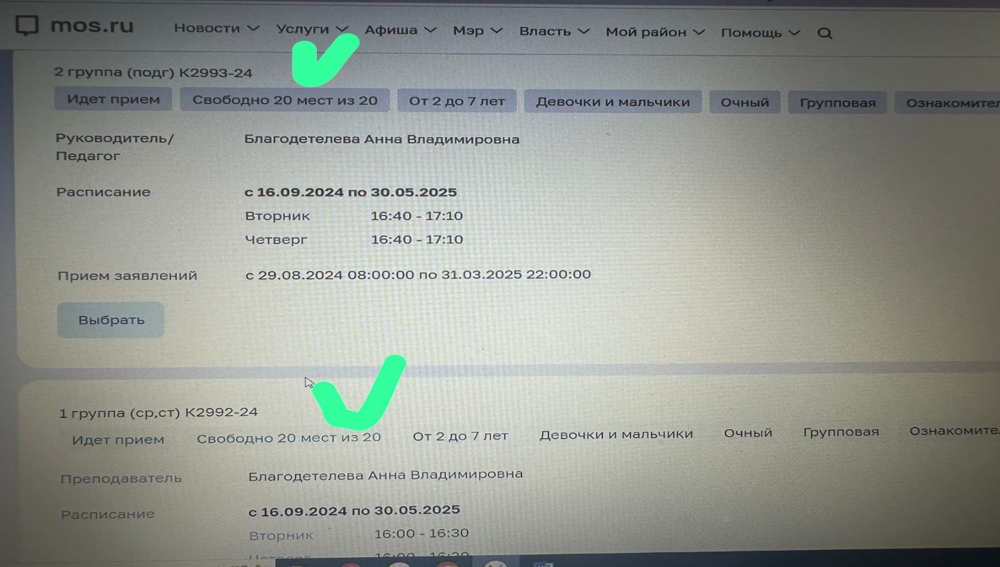 mos.ru Новости Услуги Афиша Мэр Власть Мой район Помощь
2 группа (подг) К2993-24
Идет прием Свободно 20 мест из 20 От 2 до 7 лет Девочки и мальчики Очный Групповая Ознакомител
Руководитель/ Благодетелева Анна Владимировна
Педагог
Расписание с 16.09.2024 по 30.05.2025
Вторник 16:40 - 17:10
Четверг 16:40 - 17:10
Прием заявлений с 29.08.2024 08:00:00 по 31.03.2025 22:00:00
Выбрать
1 группа (ср,ст) К2992-24
Идет прием Свободно 20 мест из 20 От 2 до 7 лет Девочки и мальчики Очный Групповая Ознакомите
Преподаватель Благодетелева Анна Владимировна
Расписание с 16.09.2024 по 30.05.2025
Вторник 16:00 - 16:30